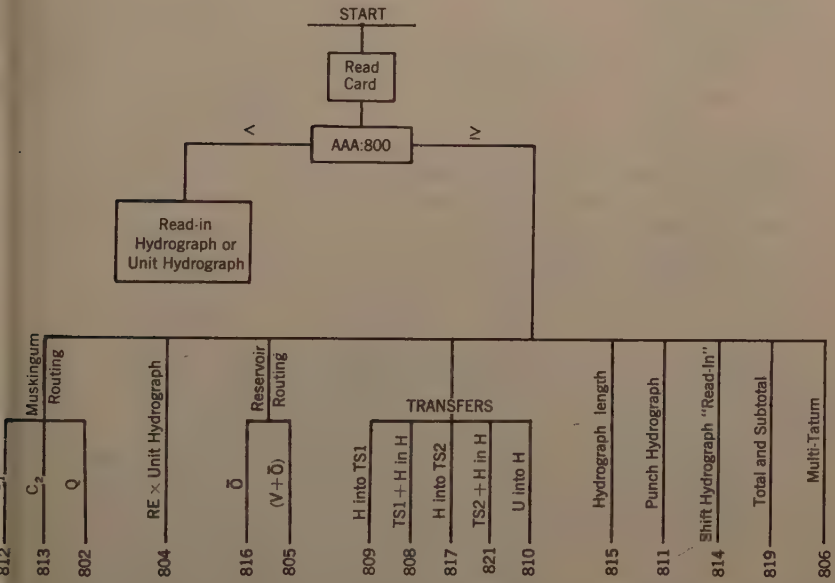 START
Read
Card
<
AAA:800
≥
Read-in
Hydrograph or
Unit Hydrograph
Muskingum
Routing
C₂
Q
RE × Unit Hydrograph
Reservoir
Routing
Ō
(V+Ō)
TRANSFERS
H into TS1
TS1+H in H
H into TS2
TS2+H in H
U into H
Hydrograph length
Punch Hydrograph
Shift Hydrograph "Read-In"
Total and Subtotal
Multi-Tatum
812
813
802
804
816
805
809
808
817
821
810
815
811
814
819
806